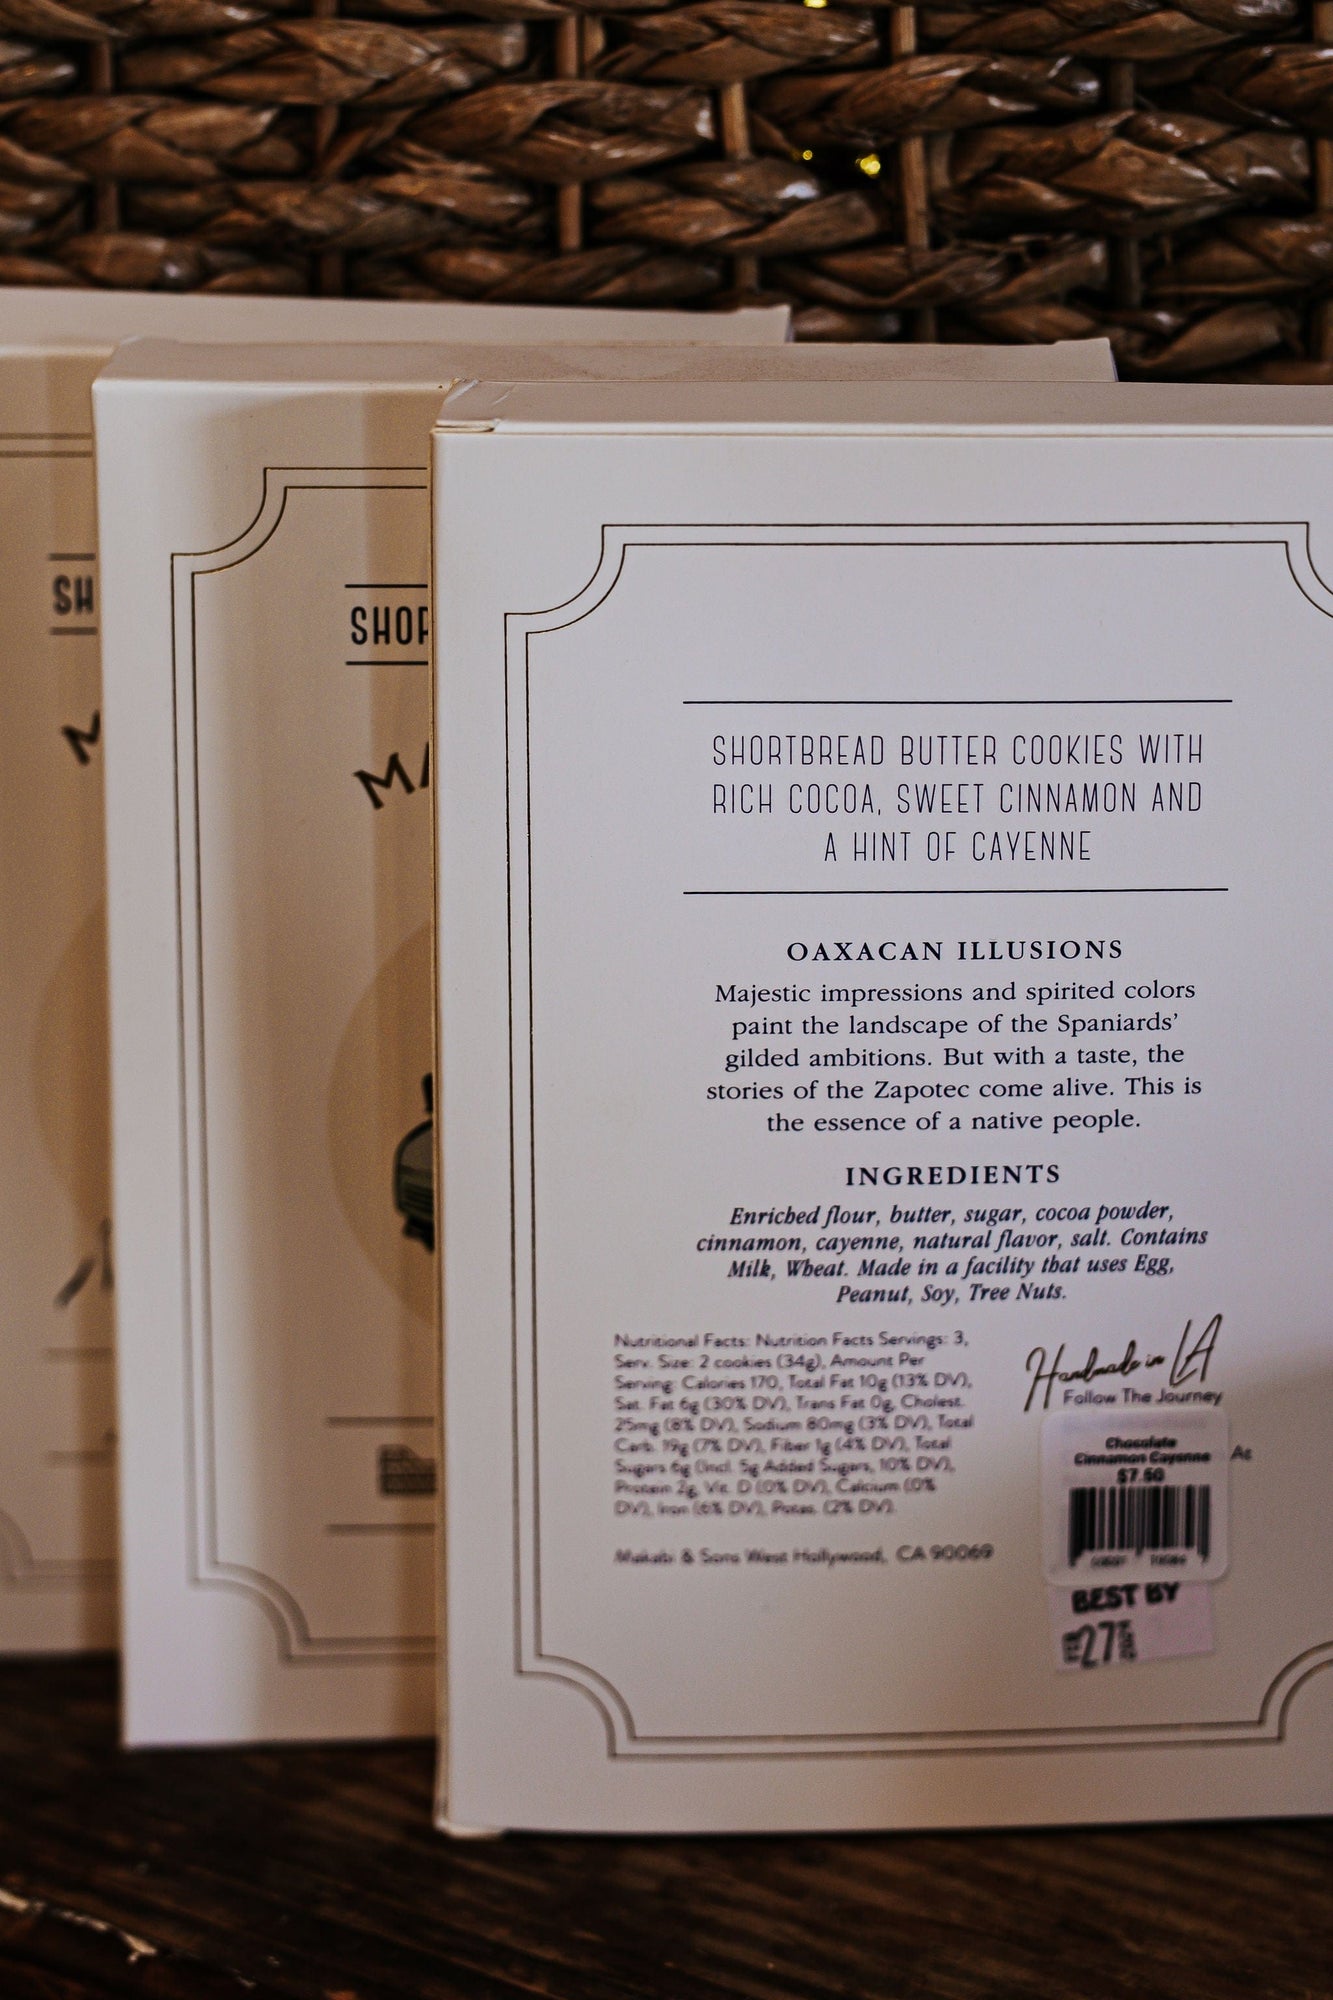 SH
SHOR
MA
SHORTBREAD BUTTER COOKIES WITH
RICH COCOA, SWEET CINNAMON AND
A HINT OF CAYENNE
OAXACAN ILLUSIONS
Majestic impressions and spirited colors
paint the landscape of the Spaniards'
gilded ambitions. But with a taste, the
stories of the Zapotec come alive. This is
the essence of a native people.
INGREDIENTS
Enriched flour, butter, sugar, cocoa powder,
cinnamon, cayenne, natural flavor, salt. Contains
Milk, Wheat. Made in a facility that uses Egg,
Peanut, Soy, Tree Nuts.
Nutritional Facts: Nutrition Facts Servings: 3,
Serv. Size: 2 cookies (34g), Amount Per
Serving: Calories 170, Total Fat 10g (13% DV),
Sat. Fat 6g (30% DV), Trans Fat 0g, Cholest.
25mg (8% DV), Sodium 80mg (3% DV), Total
Carb. 19g (7% DV), Fiber 1g (4% DV), Total
Sugars 6g (Incl. 5g Added Sugars, 10% DV),
Protein 2g, Vit. D (0% DV), Calcium (0%
DV), Iron (6% DV), Potas. (2% DV).
Makabi & Sons West Hollywood, CA 90069
Handmade in LA
Follow The Journey
At
Chocolate
Cinnamon Cayenne
$7.50
BEST BY
FEB 27